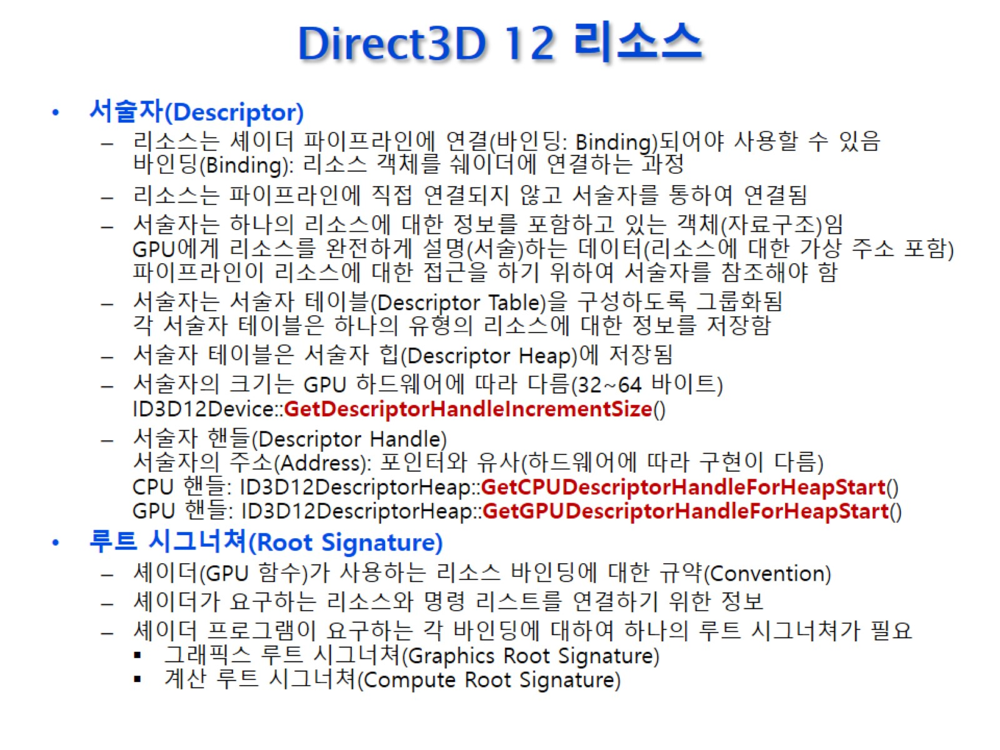 Direct3D 12 리소스
• 서술자(Descriptor)
– 리소스는 셰이더 파이프라인에 연결(바인딩: Binding)되어야 사용할 수 있음
바인딩(Binding): 리소스 객체를 쉐이더에 연결하는 과정
– 리소스는 파이프라인에 직접 연결되지 않고 서술자를 통하여 연결됨
– 서술자는 하나의 리소스에 대한 정보를 포함하고 있는 객체(자료구조)임
GPU에게 리소스를 완전하게 설명(서술)하는 데이터(리소스에 대한 가상 주소 포함)
파이프라인이 리소스에 대한 접근을 하기 위하여 서술자를 참조해야 함
– 서술자는 서술자 테이블(Descriptor Table)을 구성하도록 그룹화됨
각 서술자 테이블은 하나의 유형의 리소스에 대한 정보를 저장함
– 서술자 테이블은 서술자 힙(Descriptor Heap)에 저장됨
– 서술자의 크기는 GPU 하드웨어에 따라 다름(32~64 바이트)
ID3D12Device::GetDescriptorHandleIncrementSize()
– 서술자 핸들(Descriptor Handle)
서술자의 주소(Address): 포인터와 유사(하드웨어에 따라 구현이 다름)
CPU 핸들: ID3D12DescriptorHeap::GetCPUDescriptorHandleForHeapStart()
GPU 핸들: ID3D12DescriptorHeap::GetGPUDescriptorHandleForHeapStart()
• 루트 시그너쳐(Root Signature)
– 셰이더(GPU 함수)가 사용하는 리소스 바인딩에 대한 규약(Convention)
– 셰이더가 요구하는 리소스와 명령 리스트를 연결하기 위한 정보
– 셰이더 프로그램이 요구하는 각 바인딩에 대하여 하나의 루트 시그너쳐가 필요
▪ 그래픽스 루트 시그너쳐(Graphics Root Signature)
▪ 계산 루트 시그너쳐(Compute Root Signature)